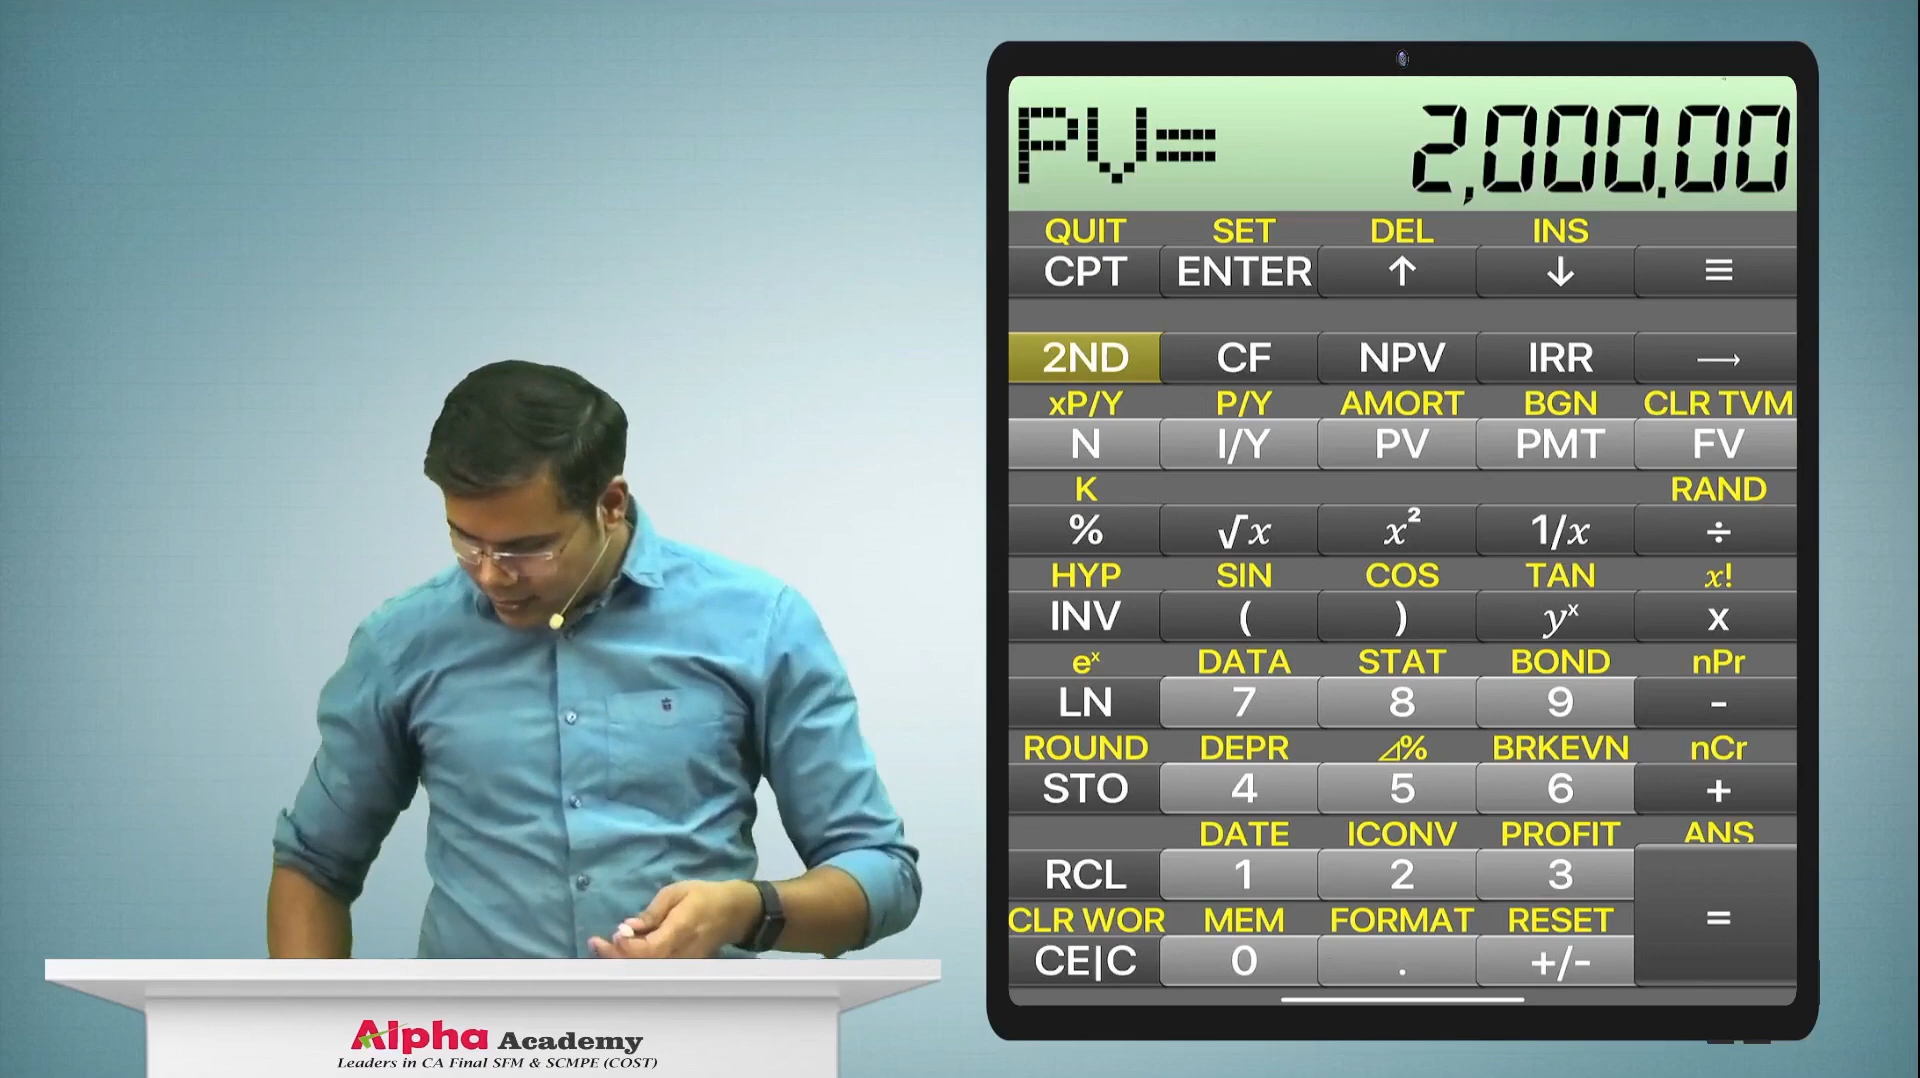 PV= 2,000.00
QUIT SET DEL INS
CPT ENTER ↑ ↓ ≡
2ND CF NPV IRR →
xP/Y P/Y AMORT BGN CLR TVM
N I/Y PV PMT FV
K RAND
% √x x² 1/x ÷
HYP SIN COS TAN x!
INV ( ) yˣ x
eˣ DATA STAT BOND nPr
LN 7 8 9 -
ROUND DEPR ⊿% BRKEVN nCr
STO 4 5 6 +
DATE ICONV PROFIT ANS
RCL 1 2 3
CLR WOR MEM FORMAT RESET =
CE|C 0 . +/-
Alpha Academy
Leaders in CA Final SFM & SCMPE (COST)